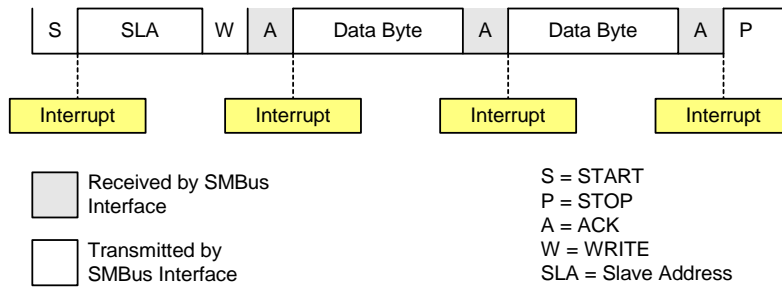 S SLA W A Data Byte A Data Byte A P
Interrupt Interrupt Interrupt Interrupt
Received by SMBus
Interface
Transmitted by
SMBus Interface
S = START
P = STOP
A = ACK
W = WRITE
SLA = Slave Address